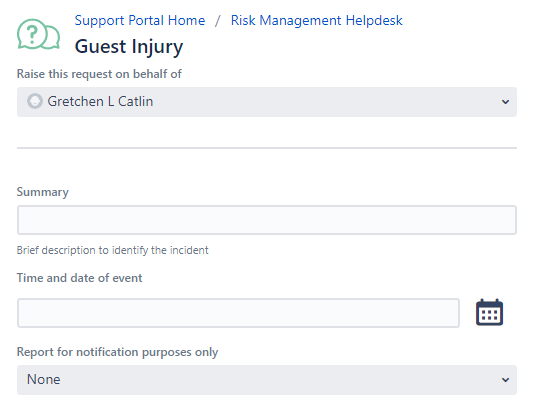 Support Portal Home / Risk Management Helpdesk
Guest Injury
Raise this request on behalf of
Gretchen L Catlin
Summary
Brief description to identify the incident
Time and date of event
Report for notification purposes only
None